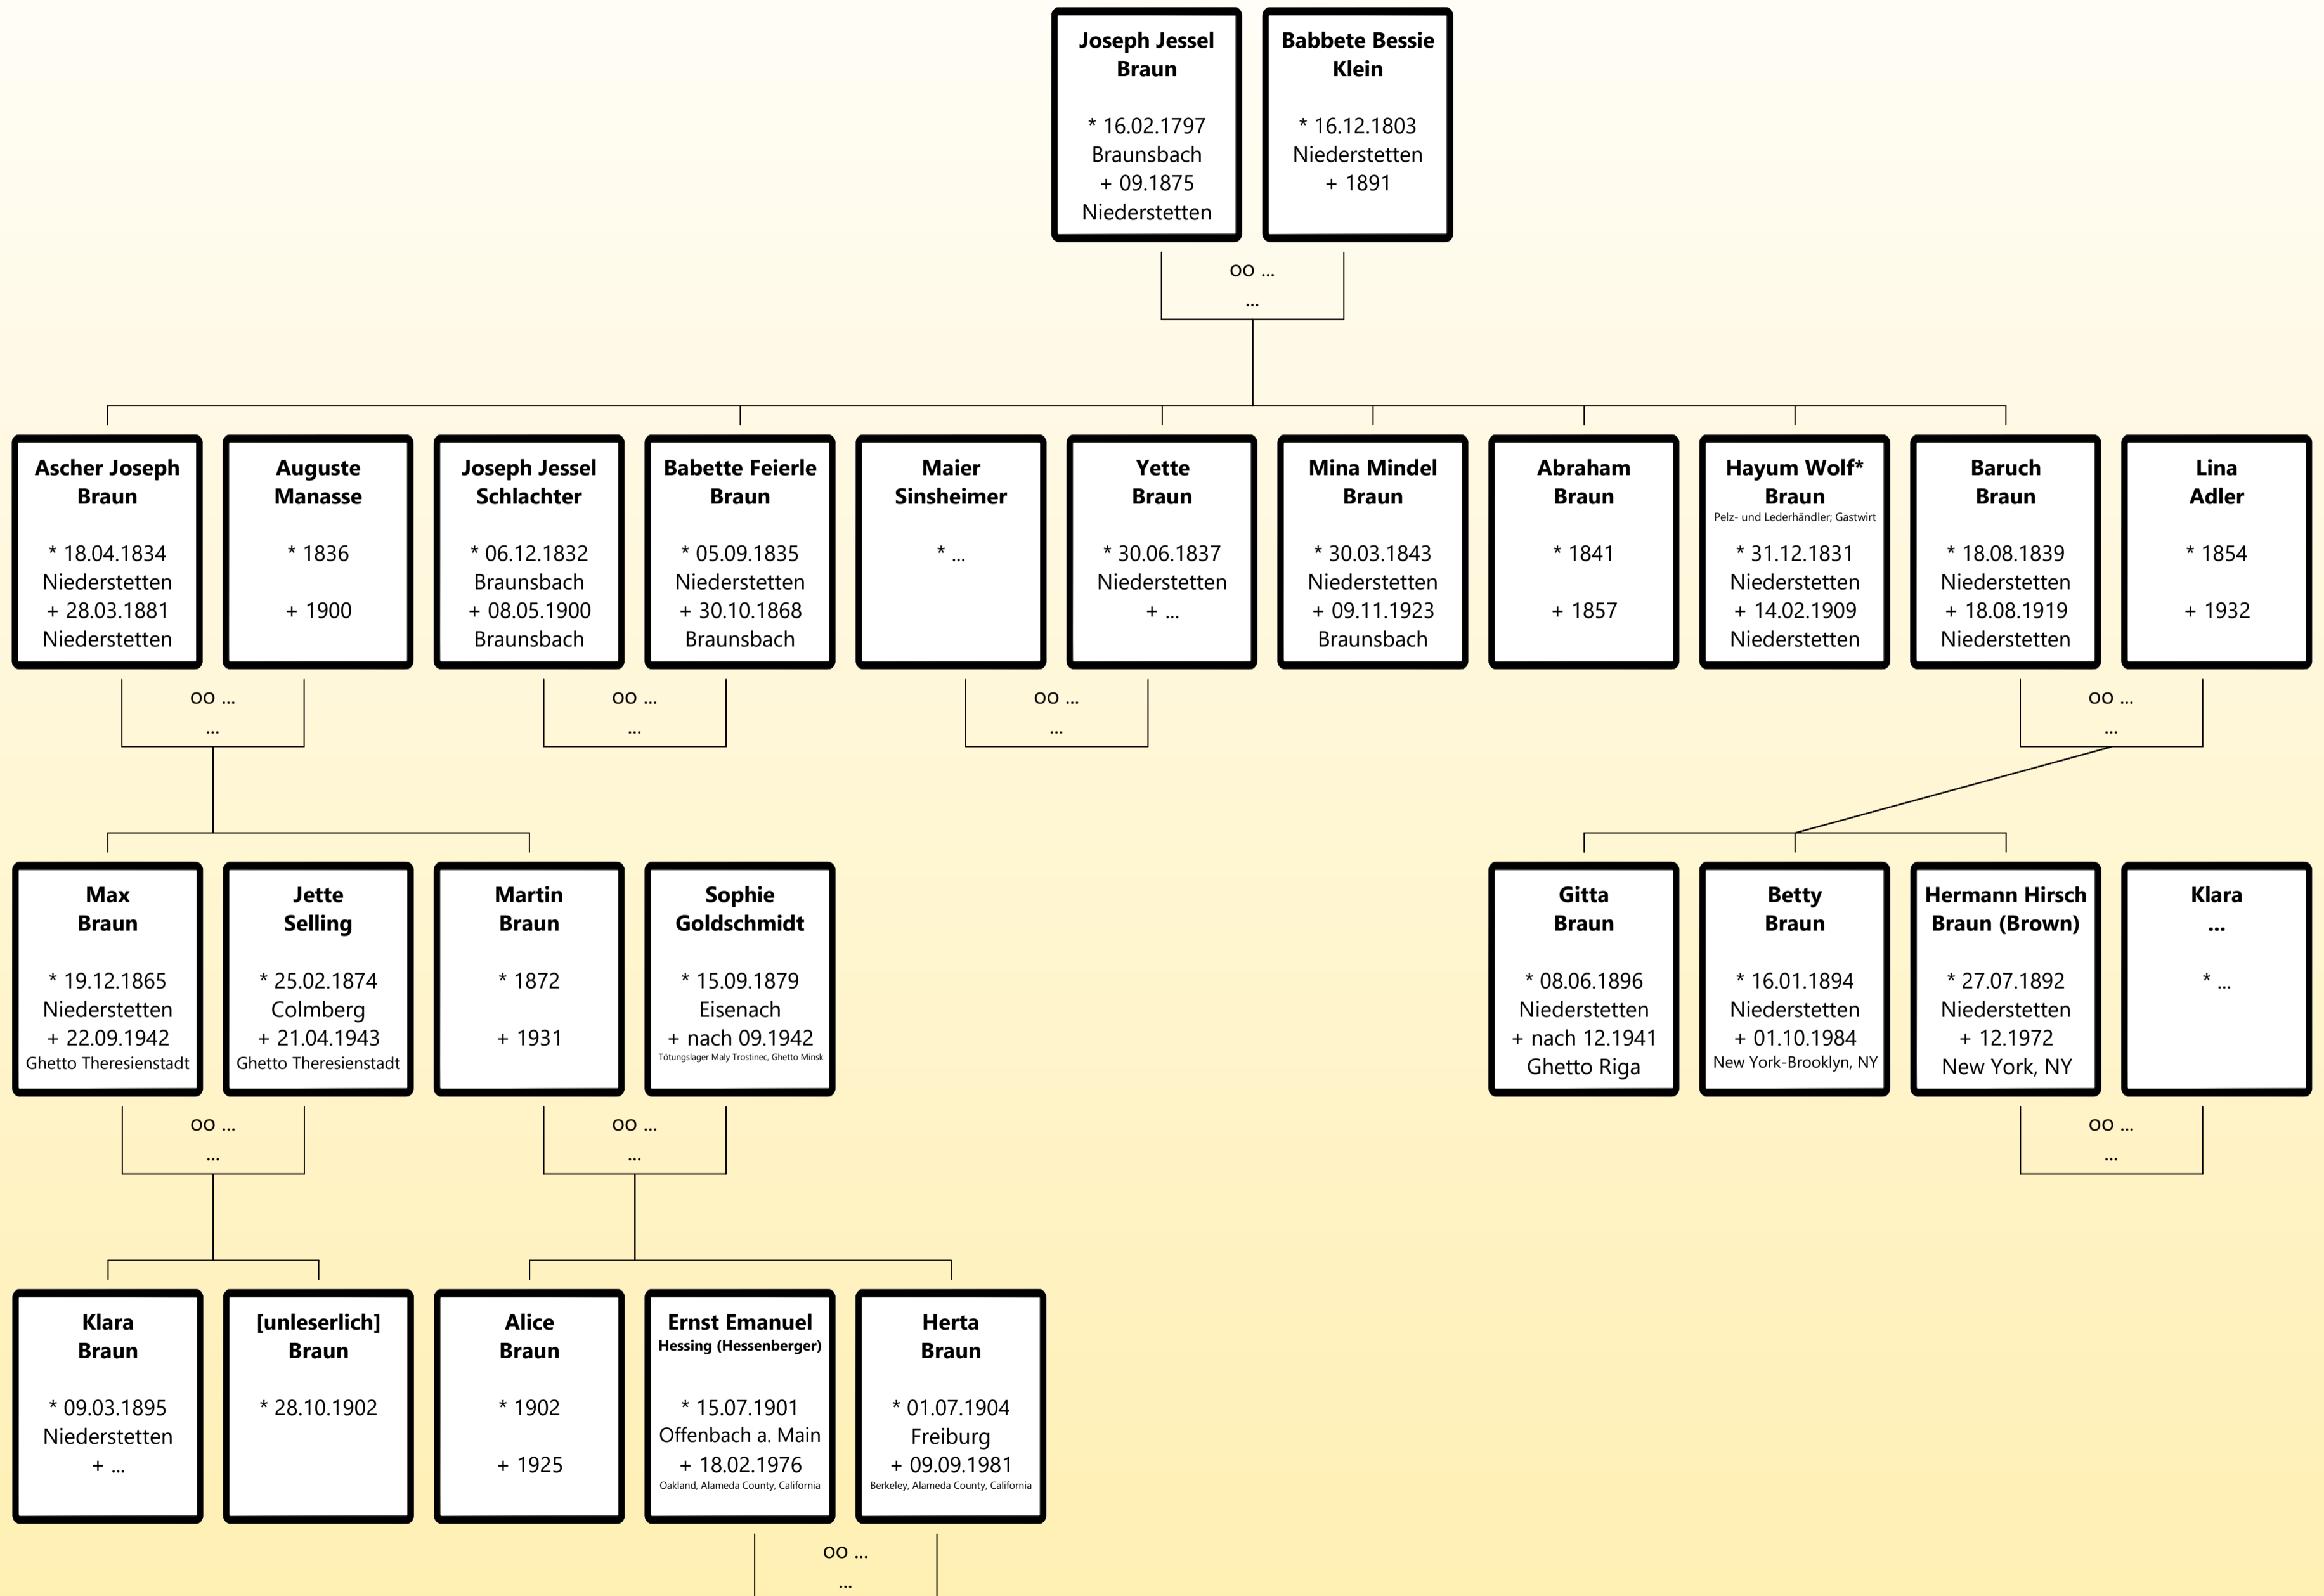 Joseph Jessel
Braun
* 16.02.1797
Braunsbach
+ 09.1875
Niederstetten
Babbete Bessie
Klein
* 16.12.1803
Niederstetten
+ 1891
oo ...
...
Ascher Joseph
Braun
* 18.04.1834
Niederstetten
+ 28.03.1881
Niederstetten
Auguste
Manasse
* 1836
+ 1900
Joseph Jessel
Schlachter
* 06.12.1832
Braunsbach
+ 08.05.1900
Braunsbach
Babette Feierle
Braun
* 05.09.1835
Niederstetten
+ 30.10.1868
Braunsbach
Maier
Sinsheimer
* ...
Yette
Braun
* 30.06.1837
Niederstetten
+ ...
Mina Mindel
Braun
* 30.03.1843
Niederstetten
+ 09.11.1923
Braunsbach
Abraham
Braun
* 1841
+ 1857
Hayum Wolf*
Braun
Pelz- und Lederhändler; Gastwirt
* 31.12.1831
Niederstetten
+ 14.02.1909
Niederstetten
Baruch
Braun
* 18.08.1839
Niederstetten
+ 18.08.1919
Niederstetten
Lina
Adler
* 1854
+ 1932
oo ...
...
oo ...
...
oo ...
...
oo ...
...
Max
Braun
* 19.12.1865
Niederstetten
+ 22.09.1942
Ghetto Theresienstadt
Jette
Selling
* 25.02.1874
Colmberg
+ 21.04.1943
Ghetto Theresienstadt
Martin
Braun
* 1872
+ 1931
Sophie
Goldschmidt
* 15.09.1879
Eisenach
+ nach 09.1942
Tötungslager Maly Trostinec, Ghetto Minsk
Gitta
Braun
* 08.06.1896
Niederstetten
+ nach 12.1941
Ghetto Riga
Betty
Braun
* 16.01.1894
Niederstetten
+ 01.10.1984
New York-Brooklyn, NY
Hermann Hirsch
Braun (Brown)
* 27.07.1892
Niederstetten
+ 12.1972
New York, NY
Klara
...
* ...
oo ...
...
oo ...
...
oo ...
...
Klara
Braun
* 09.03.1895
Niederstetten
+ ...
[unleserlich]
Braun
* 28.10.1902
Alice
Braun
* 1902
+ 1925
Ernst Emanuel
Hessing (Hessenberger)
* 15.07.1901
Offenbach a. Main
+ 18.02.1976
Oakland, Alameda County, California
Herta
Braun
* 01.07.1904
Freiburg
+ 09.09.1981
Berkeley, Alameda County, California
oo ...
...